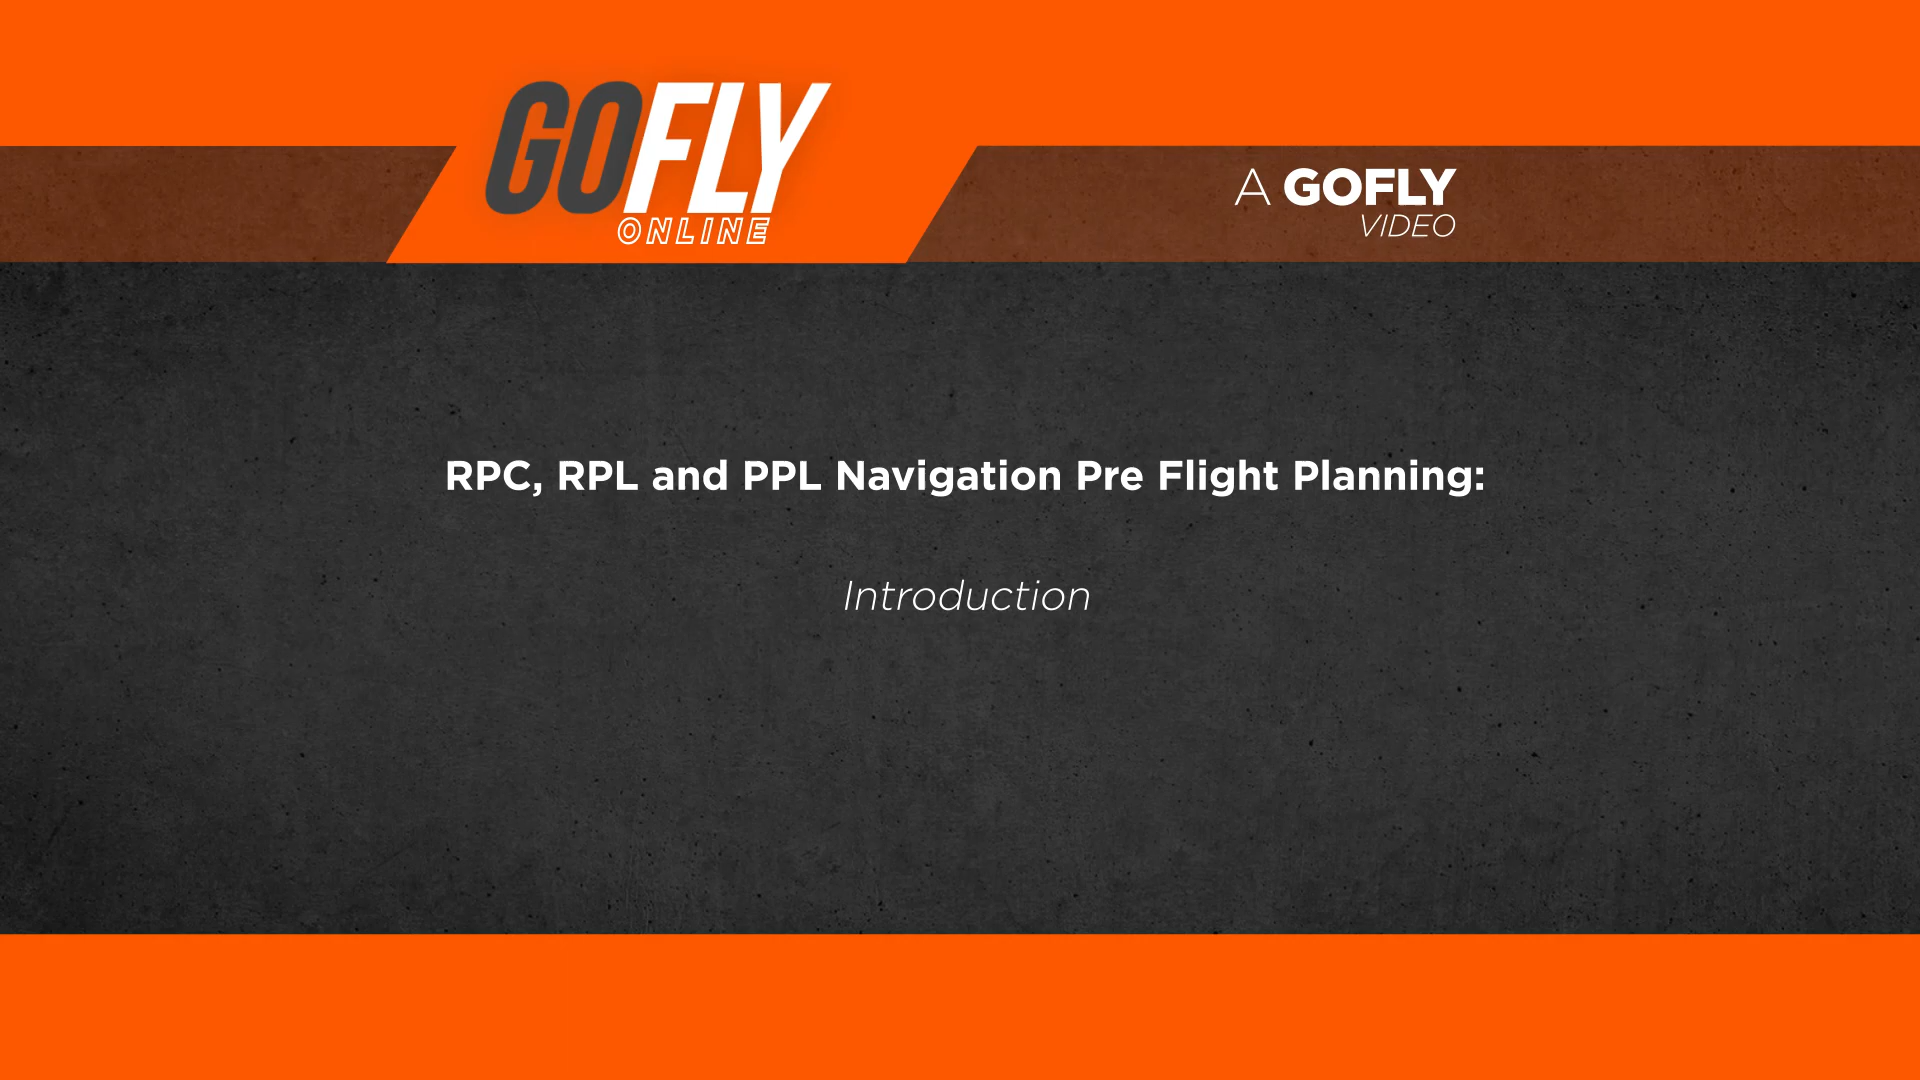 GOFLY
ONLINE
A GOFLY
VIDEO
RPC, RPL and PPL Navigation Pre Flight Planning:
Introduction